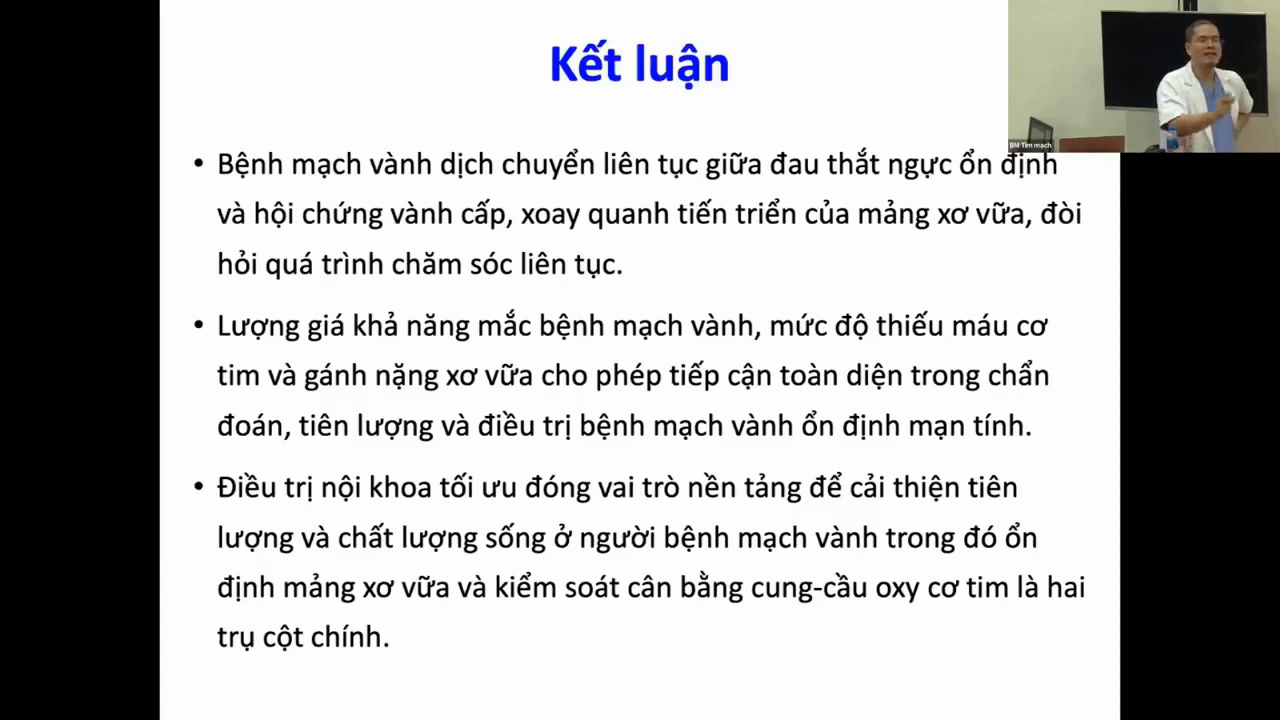 Kết luận
BM Tim mạch
• Bệnh mạch vành dịch chuyển liên tục giữa đau thắt ngực ổn định
và hội chứng vành cấp, xoay quanh tiến triển của mảng xơ vữa, đòi
hỏi quá trình chăm sóc liên tục.
• Lượng giá khả năng mắc bệnh mạch vành, mức độ thiếu máu cơ
tim và gánh nặng xơ vữa cho phép tiếp cận toàn diện trong chẩn
đoán, tiên lượng và điều trị bệnh mạch vành ổn định mạn tính.
• Điều trị nội khoa tối ưu đóng vai trò nền tảng để cải thiện tiên
lượng và chất lượng sống ở người bệnh mạch vành trong đó ổn
định mảng xơ vữa và kiểm soát cân bằng cung-cầu oxy cơ tim là hai
trụ cột chính.